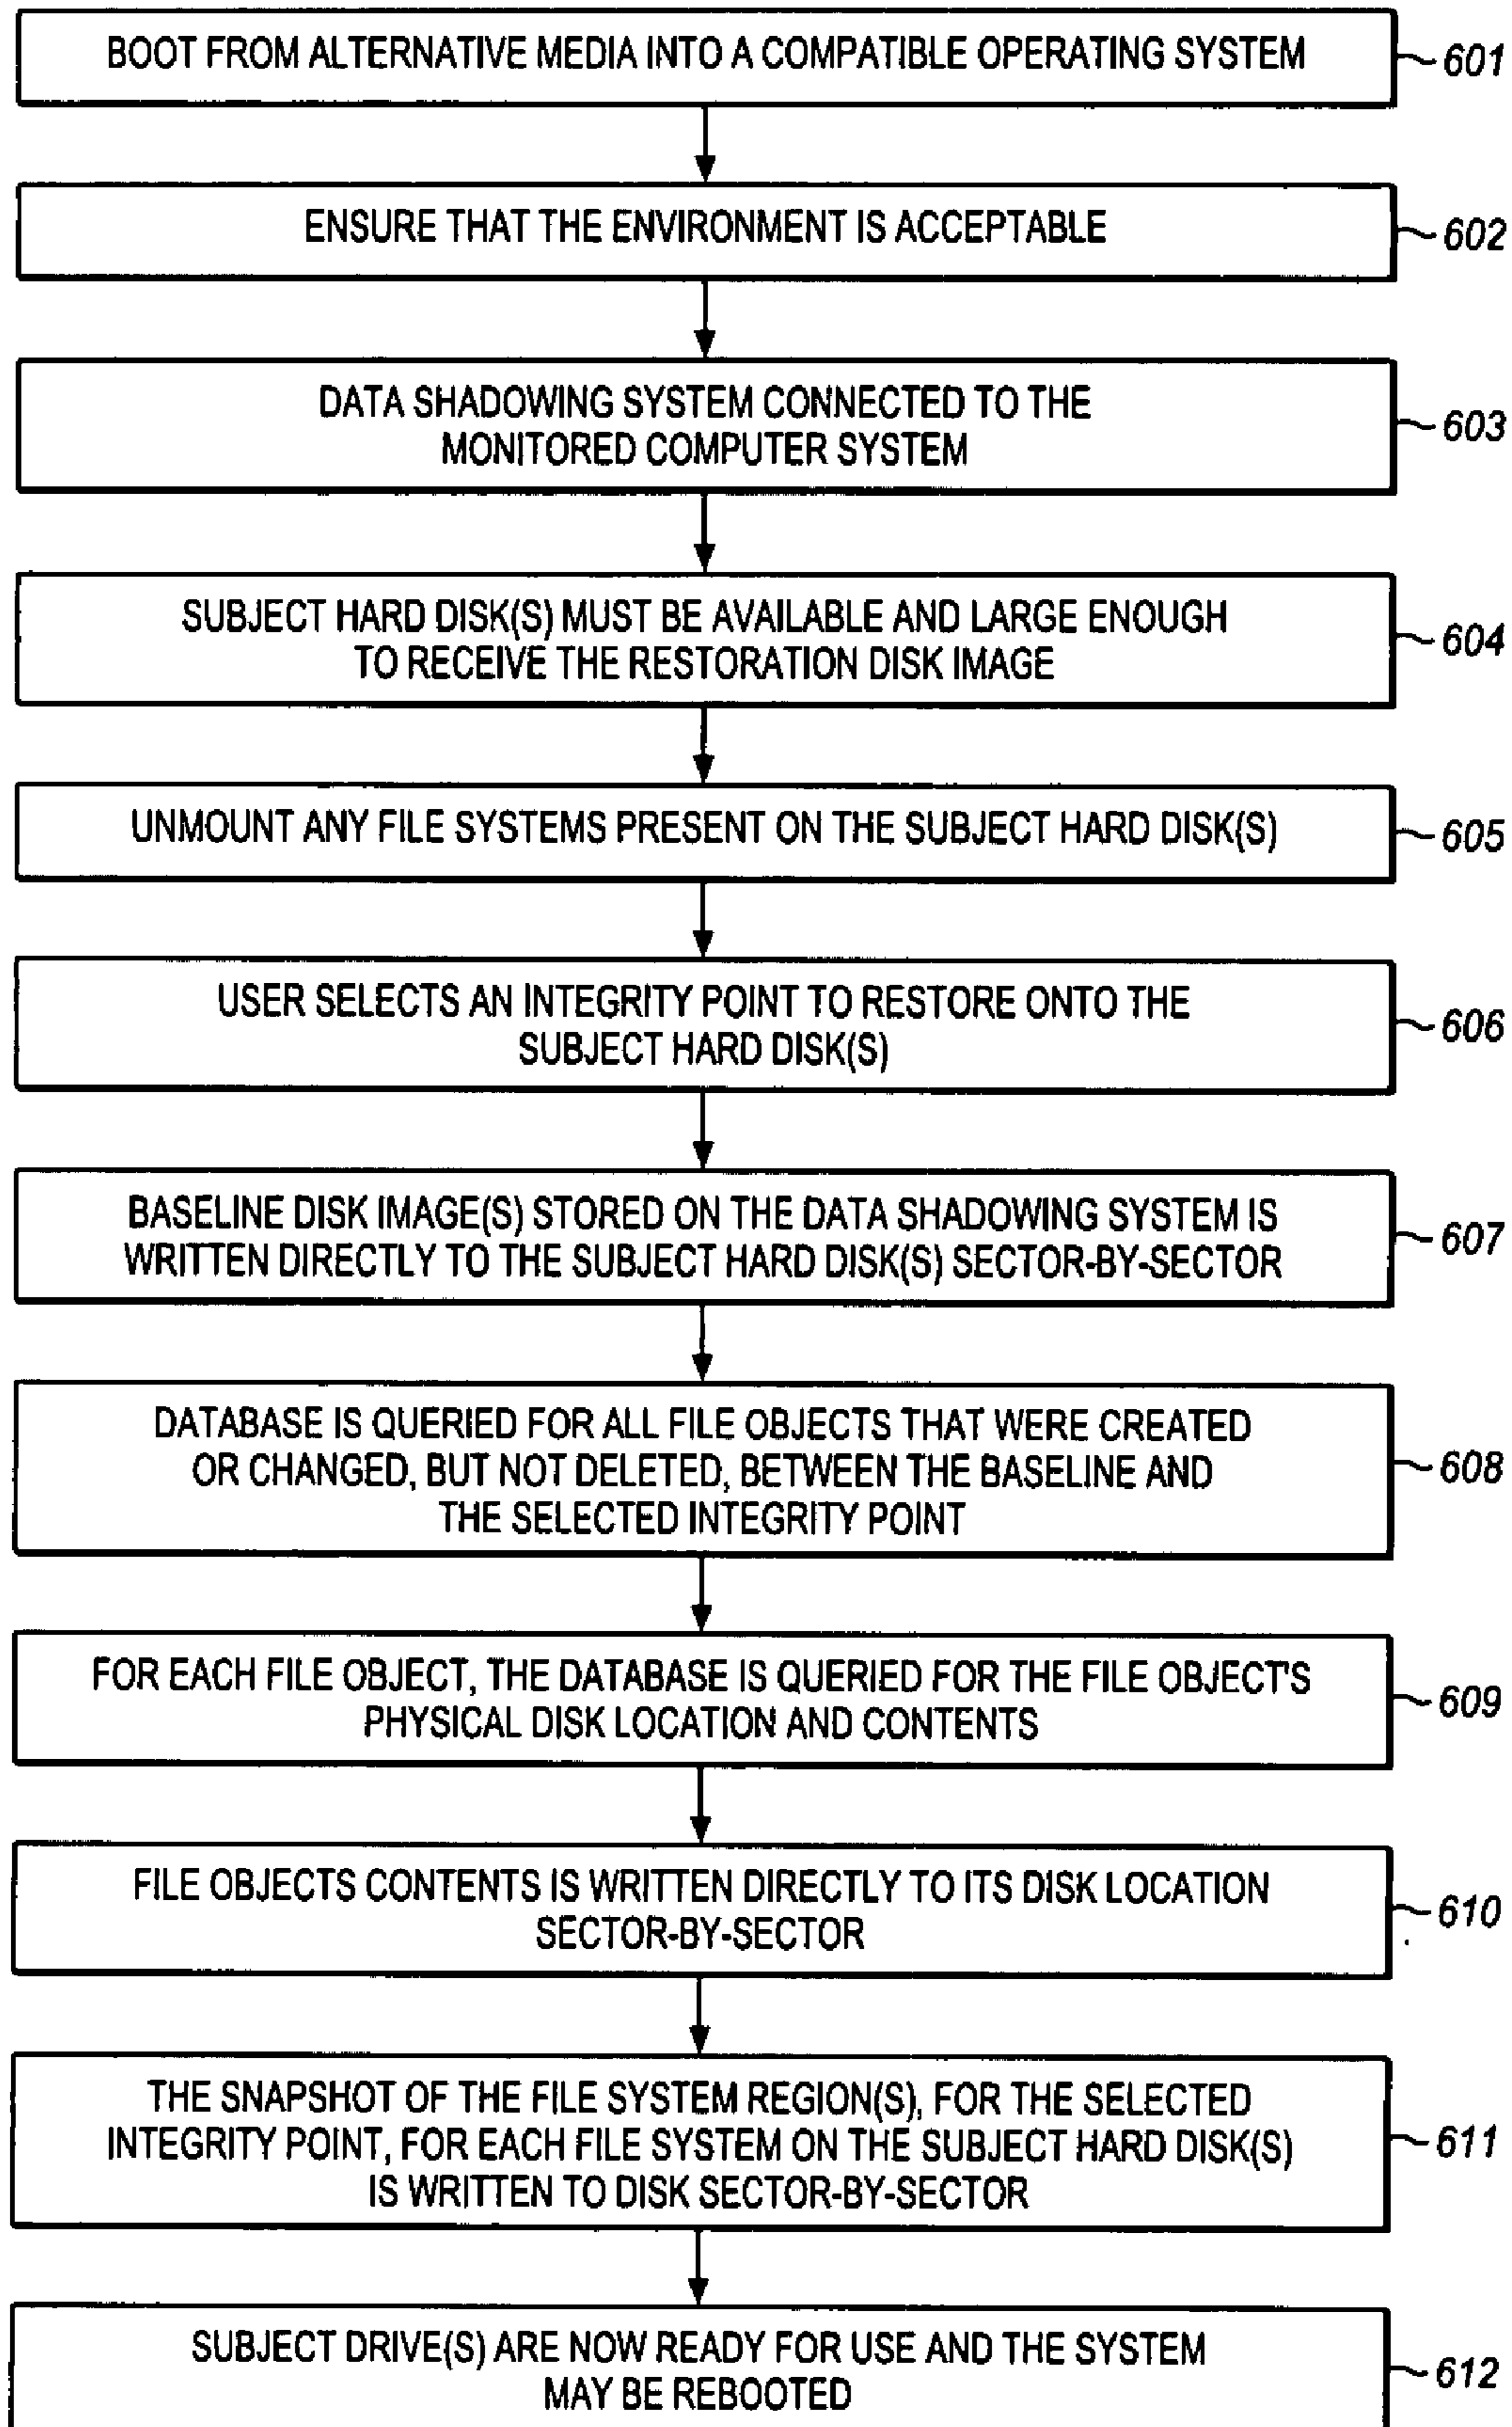 BOOT FROM ALTERNATIVE MEDIA INTO A COMPATIBLE OPERATING SYSTEM
601
ENSURE THAT THE ENVIRONMENT IS ACCEPTABLE
602
DATA SHADOWING SYSTEM CONNECTED TO THE
MONITORED COMPUTER SYSTEM
603
SUBJECT HARD DISK(S) MUST BE AVAILABLE AND LARGE ENOUGH
TO RECEIVE THE RESTORATION DISK IMAGE
604
UNMOUNT ANY FILE SYSTEMS PRESENT ON THE SUBJECT HARD DISK(S)
605
USER SELECTS AN INTEGRITY POINT TO RESTORE ONTO THE
SUBJECT HARD DISK(S)
606
BASELINE DISK IMAGE(S) STORED ON THE DATA SHADOWING SYSTEM IS
WRITTEN DIRECTLY TO THE SUBJECT HARD DISK(S) SECTOR-BY-SECTOR
607
DATABASE IS QUERIED FOR ALL FILE OBJECTS THAT WERE CREATED
OR CHANGED, BUT NOT DELETED, BETWEEN THE BASELINE AND
THE SELECTED INTEGRITY POINT
608
FOR EACH FILE OBJECT, THE DATABASE IS QUERIED FOR THE FILE OBJECT'S
PHYSICAL DISK LOCATION AND CONTENTS
609
FILE OBJECTS CONTENTS IS WRITTEN DIRECTLY TO ITS DISK LOCATION
SECTOR-BY-SECTOR
610
THE SNAPSHOT OF THE FILE SYSTEM REGION(S), FOR THE SELECTED
INTEGRITY POINT, FOR EACH FILE SYSTEM ON THE SUBJECT HARD DISK(S)
IS WRITTEN TO DISK SECTOR-BY-SECTOR
611
SUBJECT DRIVE(S) ARE NOW READY FOR USE AND THE SYSTEM
MAY BE REBOOTED
612